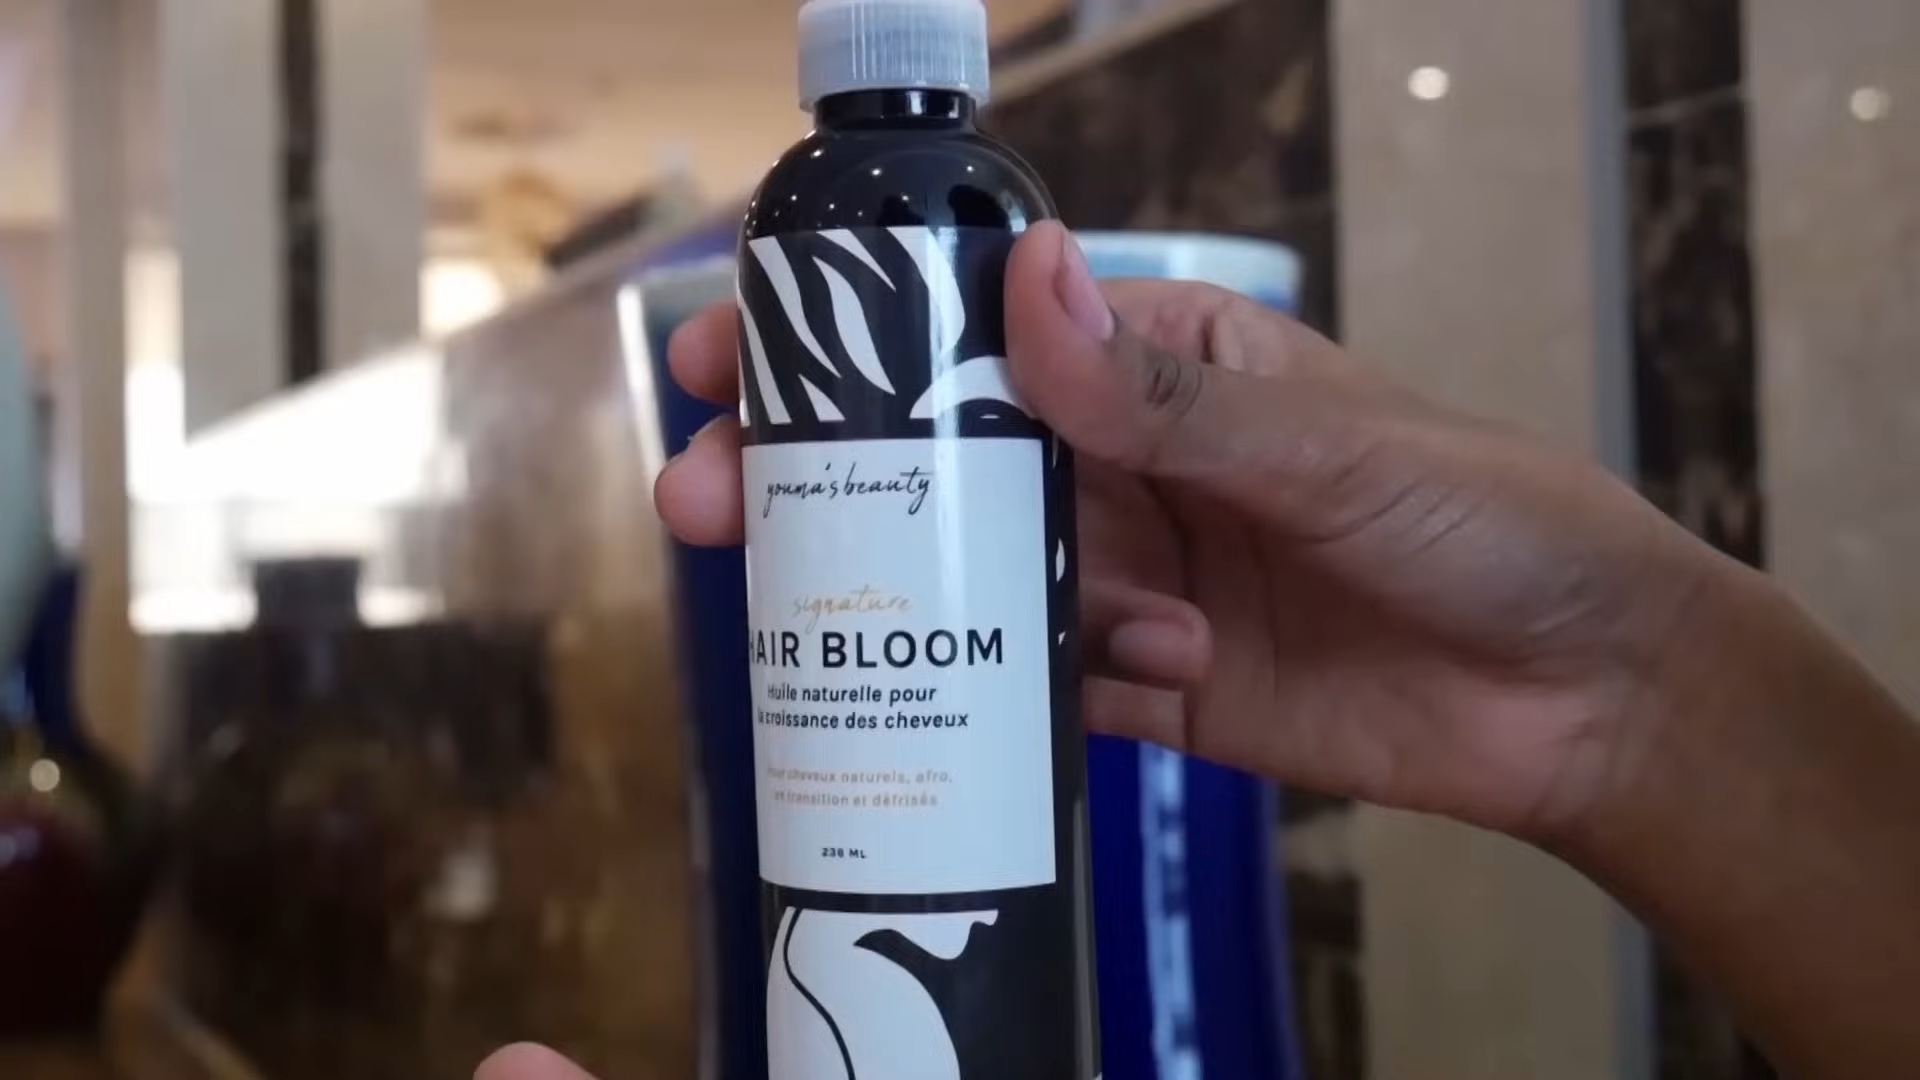 youma's beauty
signature
HAIR BLOOM
Huile naturelle pour
la croissance des cheveux
Pour cheveux naturels, afro,
en transition et défrisés
236 ML